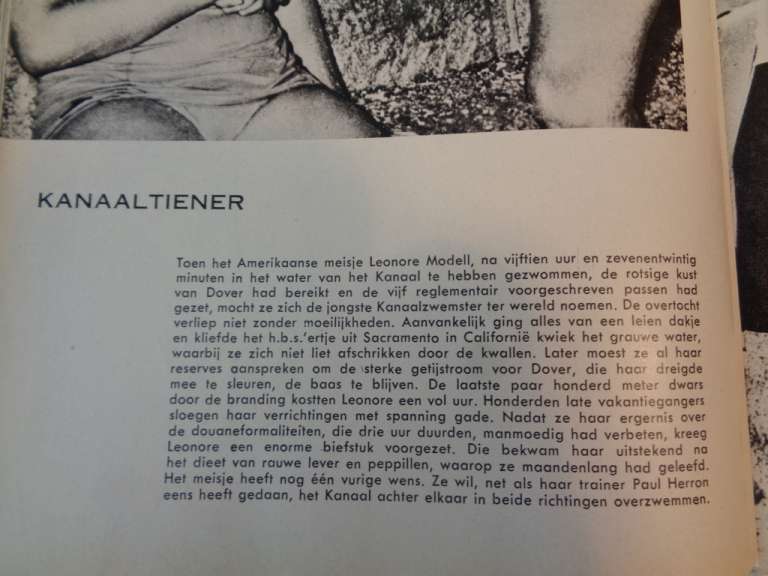 KANAALTIENER
Toen het Amerikaanse meisje Leonore Modell, na vijftien uur en zevenentwintig
minuten in het water van het Kanaal te hebben gezwommen, de rotsige kust
van Dover had bereikt en de vijf reglementair voorgeschreven passen had
gezet, mocht ze zich de jongste Kanaalzwemster ter wereld noemen. De overtocht
verliep niet zonder moeilijkheden. Aanvankelijk ging alles van een leien dakje
en kliefde het h.b.s.'ertje uit Sacramento in Californië kwiek het grauwe water,
waarbij ze zich niet liet afschrikken door de kwallen. Later moest ze al haar
reserves aanspreken om de sterke getijstroom voor Dover, die haar dreigde
mee te sleuren, de baas te blijven. De laatste paar honderd meter dwars
door de branding kostten Leonore een vol uur. Honderden late vakantiegangers
sloegen haar verrichtingen met spanning gade. Nadat ze haar ergernis over
de douaneformaliteiten, die drie uur duurden, manmoedig had verbeten, kreeg
Leonore een enorme biefstuk voorgezet. Die bekwam haar uitstekend na
het dieet van rauwe lever en peppillen, waarop ze maandenlang had geleefd.
Het meisje heeft nog één vurige wens. Ze wil, net als haar trainer Paul Herron
eens heeft gedaan, het Kanaal achter elkaar in beide richtingen overzwemmen.